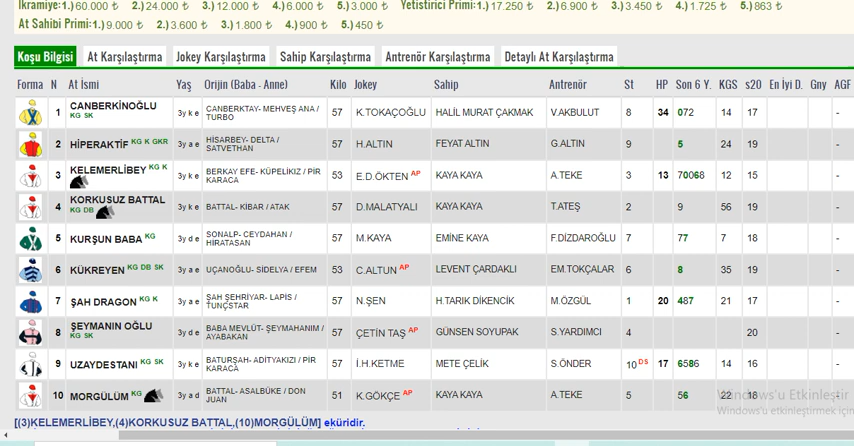 İkramiye:1.) 60.000 ₺ 2.) 24.000 ₺ 3.) 12.000 ₺ 4.) 6.000 ₺ 5.) 3.000 ₺ Yetistirici Primi:1.) 17.250 ₺ 2.) 6.900 ₺ 3.) 3.450 ₺ 4.) 1.725 ₺ 5.) 863 ₺
At Sahibi Primi:1.) 9.000 ₺ 2.) 3.600 ₺ 3.) 1.800 ₺ 4.) 900 ₺ 5.) 450 ₺
Koşu Bilgisi At Karşılaştırma Jokey Karşılaştırma Sahip Karşılaştırma Antrenör Karşılaştırma Detaylı At Karşılaştırma
Forma N At İsmi Yaş Orijin (Baba - Anne) Kilo Jokey Sahip Antrenör St HP Son 6 Y. KGS s20 En İyi D. Gny AGF
1 CANBERKİNOĞLU KG SK 3y k e CANBERKTAY- MEHVEŞ ANA / TURBO 57 K.TOKAÇOĞLU HALİL MURAT ÇAKMAK V.AKBULUT 8 34 072 14 17 -
2 HİPERAKTİF KG K GKR 3y a e HİSARBEY- DELTA / SATVETHAN 57 H.ALTIN FEYAT ALTIN G.ALTIN 9 5 24 19 -
3 KELEMERLİBEY KG K 3y k e BERKAY EFE- KÜPELİKIZ / PİR KARACA 53 E.D.ÖKTEN AP KAYA KAYA A.TEKE 3 13 70068 12 15 -
4 KORKUSUZ BATTAL KG DB 3y k e BATTAL- KİBAR / ATAK 57 D.MALATYALI KAYA KAYA T.ATEŞ 2 9 56 19 -
5 KURŞUN BABA KG 3y d e SONALP- CEYDAHAN / HİRATASAN 57 M.KAYA EMİNE KAYA F.DİZDAROĞLU 7 77 7 18 -
6 KÜKREYEN KG DB SK 3y a e UÇANOĞLU- SİDELYA / EFEM 53 C.ALTUN AP LEVENT ÇARDAKLI EM.TOKÇALAR 6 8 35 19 -
7 ŞAH DRAGON KG K 3y a e ŞAH ŞEHRİYAR- LAPİS / TUNÇSTAR 57 N.ŞEN H.TARIK DİKENCİK M.ÖZGÜL 1 20 487 21 17 -
8 ŞEYMANIN OĞLU KG SK 3y d e BABA MEVLÜT- ŞEYMAHANIM / AYABAKAN 57 ÇETİN TAŞ AP GÜNSEN SOYUPAK S.YARDIMCI 4 20 -
9 UZAYDESTANI KG SK 3y k e BATURŞAH- ADİTYAKIZI / PİR KARACA 57 İ.H.KETME METE ÇELİK S.ÖNDER 10 DS 17 6586 14 16 -
10 MORGÜLÜM KG 3y a d BATTAL- ASALBÜKE / DON JUAN 51 K.GÖKÇE AP KAYA KAYA A.TEKE 5 56 22 18 -
Windows'u Etkinleştir
Windows'u etkinleştirmek için
[(3)KELEMERLİBEY,(4)KORKUSUZ BATTAL,(10)MORGÜLÜM] eküridir.